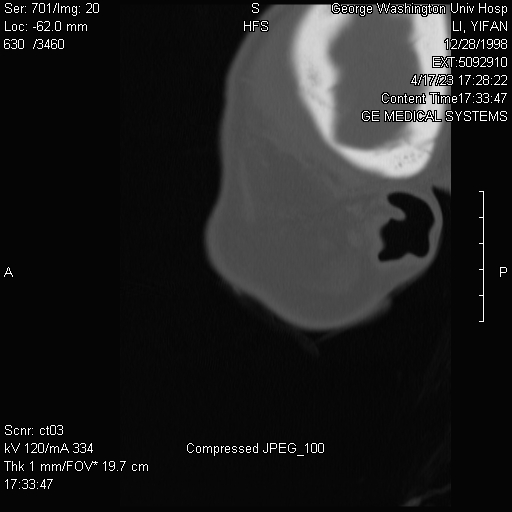 Ser: 701/Img: 20
Loc: -62.0 mm
630 /3460
S
HFS
George Washington Univ Hosp
LI, YIFAN
12/28/1998
EXT:5092910
4/17/23 17:28:22
Content Time17:33:47
GE MEDICAL SYSTEMS
A
P
Scnr: ct03
kV 120/mA 334
Thk 1 mm/FOV* 19.7 cm
17:33:47
Compressed JPEG_100